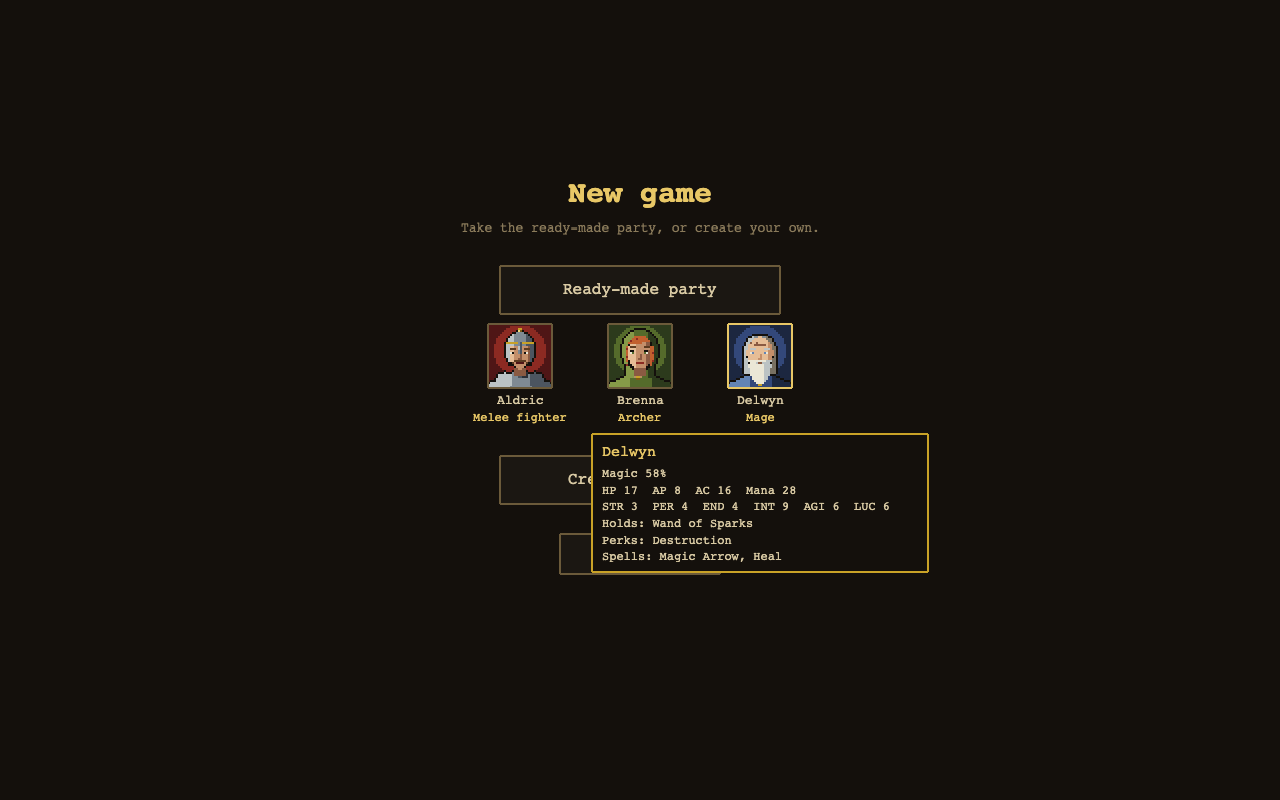 New game
Take the ready-made party, or create your own.
Ready-made party
Aldric
Melee fighter
Brenna
Archer
Delwyn
Mage
Delwyn
Magic 58%
HP 17 AP 8 AC 16 Mana 28
STR 3 PER 4 END 4 INT 9 AGI 6 LUC 6
Holds: Wand of Sparks
Perks: Destruction
Spells: Magic Arrow, Heal